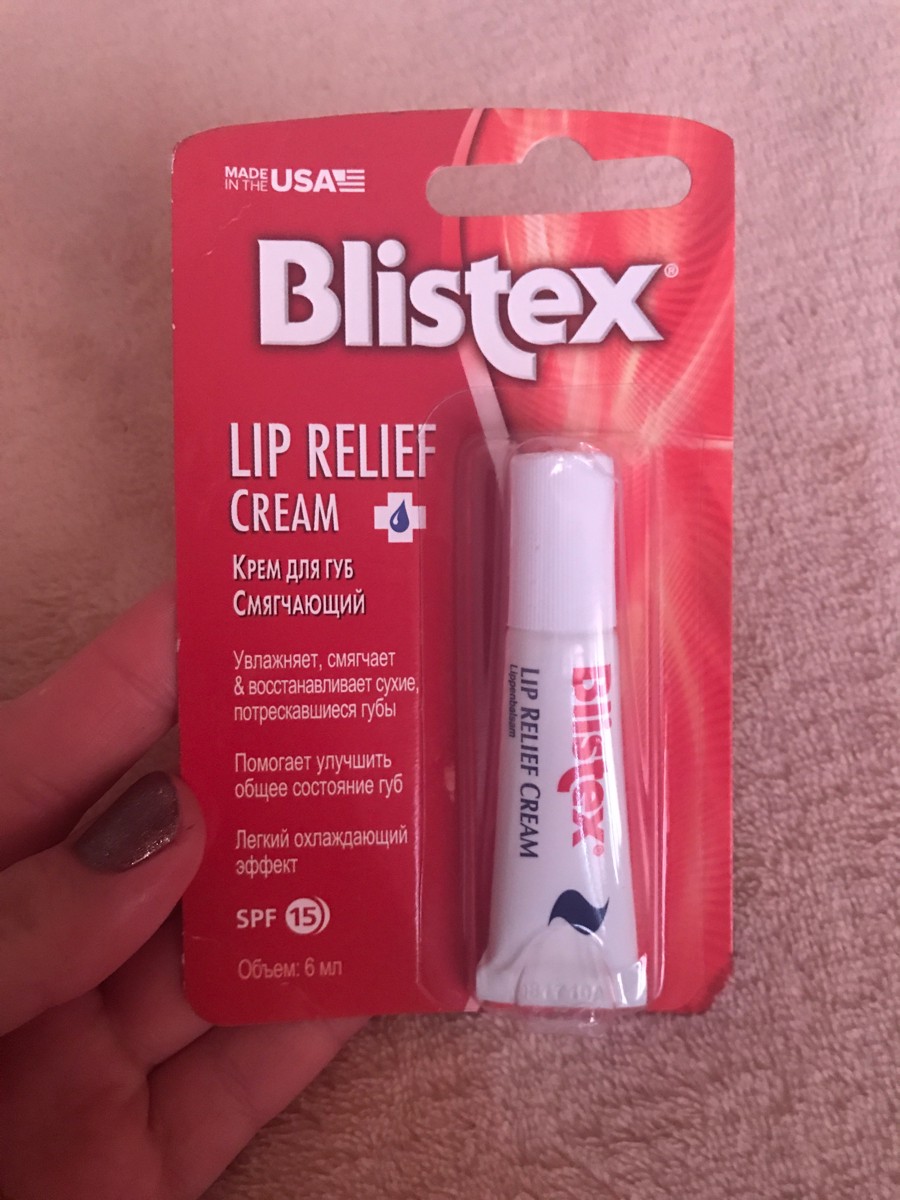 MADE
IN THE USA
Blistex®
LIP RELIEF
CREAM
Крем для губ
Смягчающий
Увлажняет, смягчает
& восстанавливает сухие,
потрескавшиеся губы
Помогает улучшить
общее состояние губ
Легкий охлаждающий
эффект
SPF 15
Объем: 6 мл
Blistex®
LIP RELIEF CREAM
Lippenbalsam